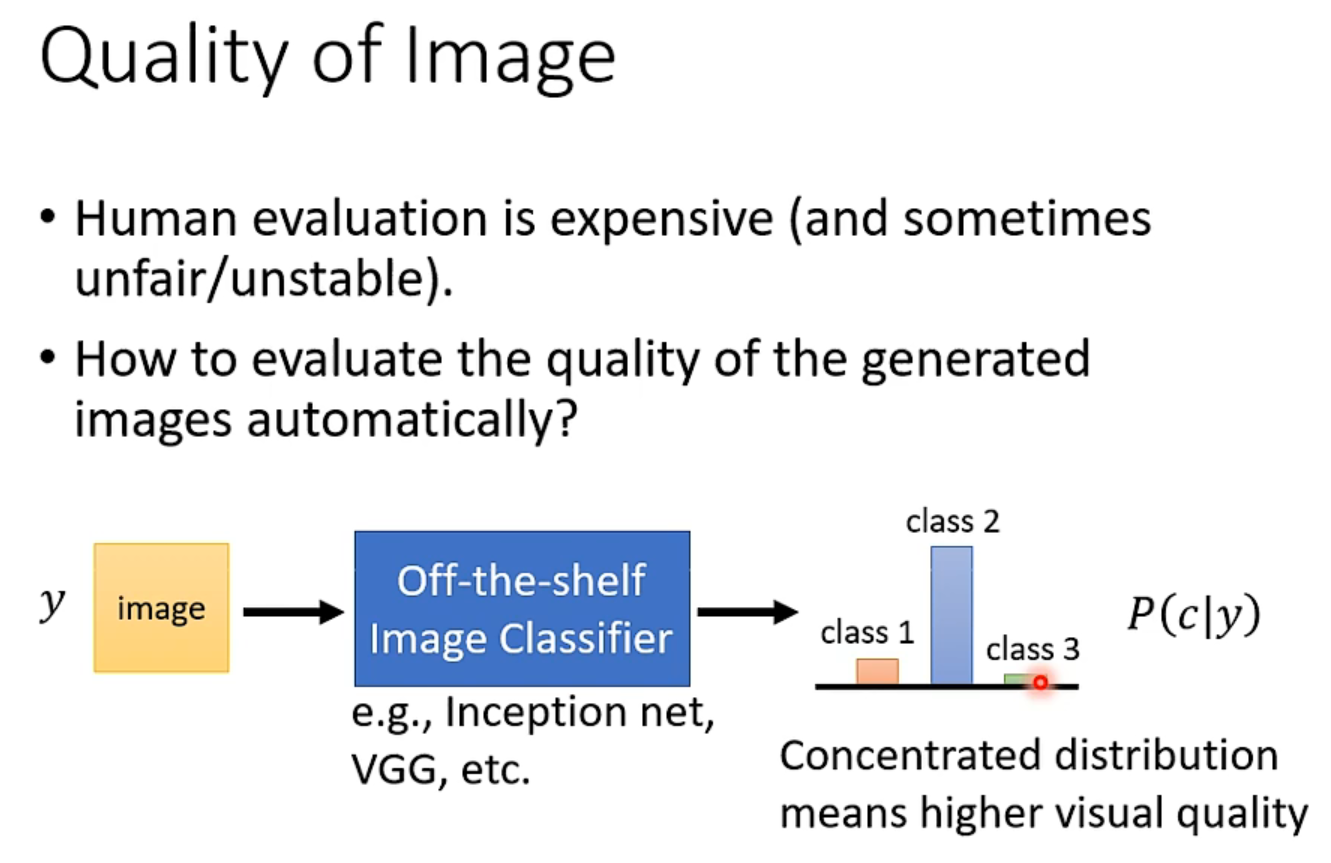 Quality of Image
• Human evaluation is expensive (and sometimes
unfair/unstable).
• How to evaluate the quality of the generated
images automatically?
y
image
Off-the-shelf
Image Classifier
e.g., Inception net,
VGG, etc.
class 1
class 2
class 3
P(c|y)
Concentrated distribution
means higher visual quality